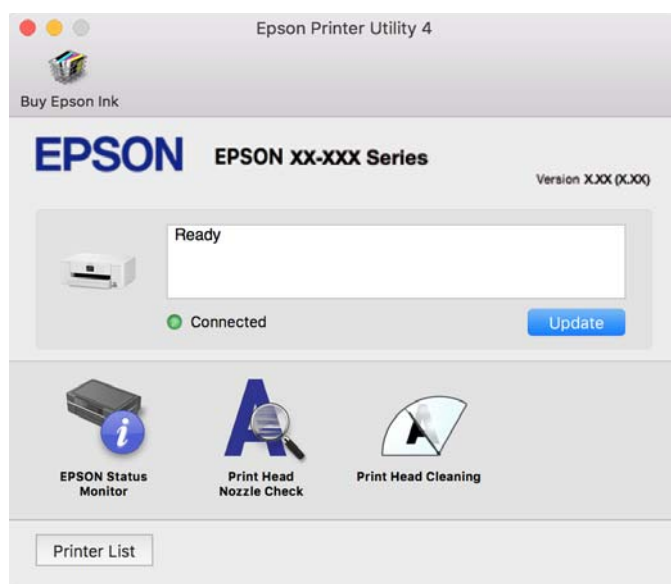 Epson Printer Utility 4
Buy Epson Ink
EPSON
EPSON XX-XXX Series
Version X.XX (X.XX)
Ready
Connected
Update
EPSON Status
Monitor
Print Head
Nozzle Check
Print Head Cleaning
Printer List